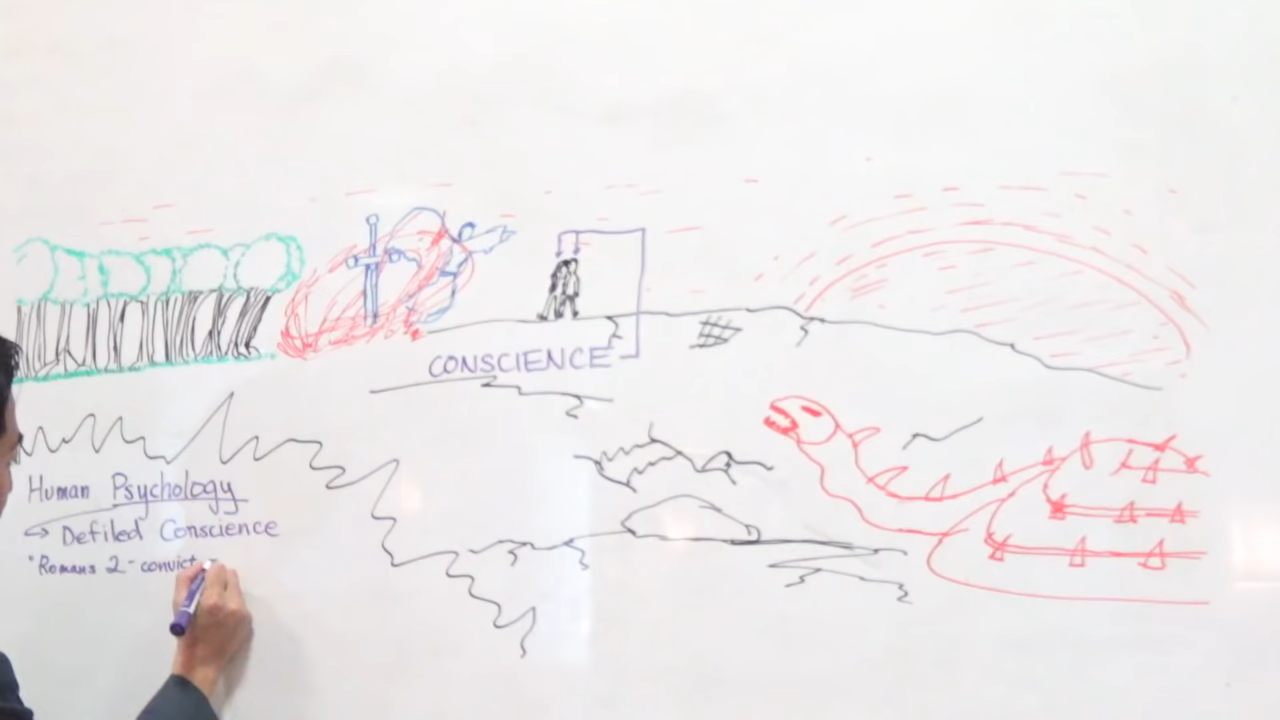 CONSCIENCE
Human Psychology
↳ Defiled Conscience
*Romans 2 - convict